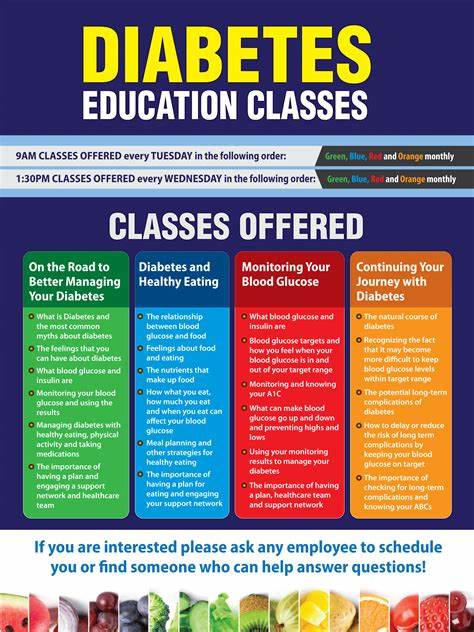 DIABETES
EDUCATION CLASSES
9AM CLASSES OFFERED every TUESDAY in the following order:
Green, Blue, Red and Orange monthly
1:30PM CLASSES OFFERED every WEDNESDAY in the following order:
Green, Blue, Red and Orange monthly
CLASSES OFFERED
On the Road to
Better Managing
Your Diabetes
What is Diabetes and
the most common
myths about diabetes
The feelings that you
can have about diabetes
What blood glucose and
insulin are
Monitoring your blood
glucose and using the
results
Managing diabetes with
healthy eating, physical
activity and taking
medications
The importance of
having a plan and
engaging a support
network and healthcare
team
Diabetes and
Healthy Eating
The relationship
between blood
glucose and food
Feelings about food
and eating
The nutrients that
make up food
How what you eat,
how much you eat
and when you eat can
affect your blood
glucose
Meal planning and
other strategies for
healthy eating
The importance of
having a plan for
eating and engaging
your support network
Monitoring Your
Blood Glucose
What blood glucose and
insulin are
Blood glucose targets and
how you feel when your
blood glucose is in and
out of your target range
Monitoring and knowing
your A1C
What can make blood
glucose go up and down
and preventing highs and
lows
Using your monitoring
results to manage your
diabetes
The importance of having
a plan, healthcare team
and support network
Continuing Your
Journey with
Diabetes
The natural course of
diabetes
Recognizing the fact
that it may become
more difficult to keep
blood glucose levels
within target range
The potential long-term
complications of
diabetes
How to delay or reduce
the risk of long term
complications by
keeping your blood
glucose on target
The importance of
checking for long-term
complications and
knowing your ABCs
If you are interested please ask any employee to schedule
you or find someone who can help answer questions!